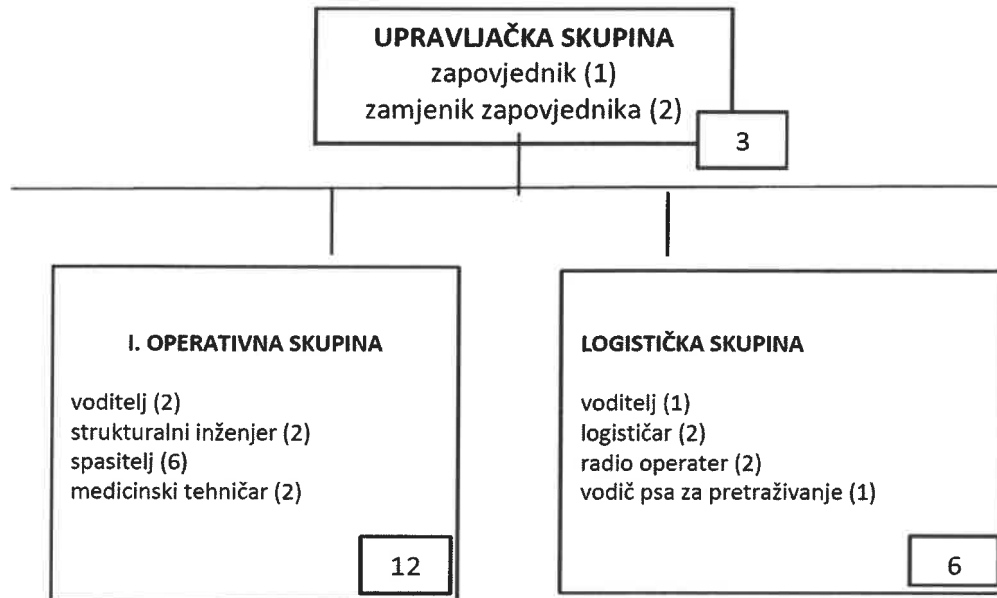 UPRAVLJAČKA SKUPINA
zapovjednik (1)
zamjenik zapovjednika (2)
3
I. OPERATIVNA SKUPINA
voditelj (2)
strukturalni inženjer (2)
spasitelj (6)
medicinski tehničar (2)
12
LOGISTIČKA SKUPINA
voditelj (1)
logističar (2)
radio operater (2)
vodič psa za pretraživanje (1)
6